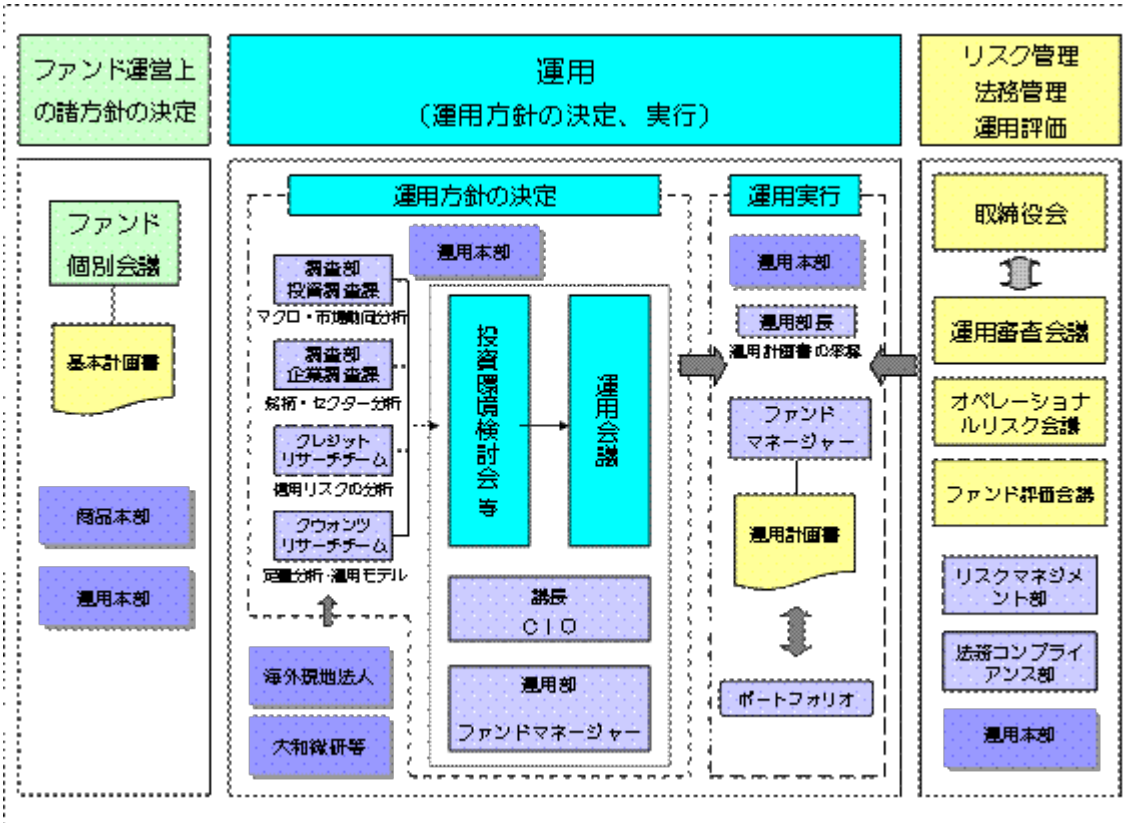 ファンド運営上
の諸方針の決定
ファンド
個別会議
基本計画書
商品本部
運用本部
運用
（運用方針の決定、実行）
運用方針の決定
運用本部
調査部
投資調査課
マクロ・市場動向分析
調査部
企業調査課
銘柄・セクター分析
クレジット
リサーチチーム
信用リスクの分析
クウォンツ
リサーチチーム
定量分析・運用モデル
海外現地法人
大和総研等
投資環境検討会 等
運用会議
議長
CIO
運用部
ファンドマネージャー
運用実行
運用本部
運用部長
運用計画書の承認
ファンド
マネージャー
運用計画書
ポートフォリオ
リスク管理
法務管理
運用評価
取締役会
運用審査会議
オペレーショナ
ルリスク会議
ファンド評価会議
リスクマネジメ
ント部
法務コンプライ
アンス部
運用本部